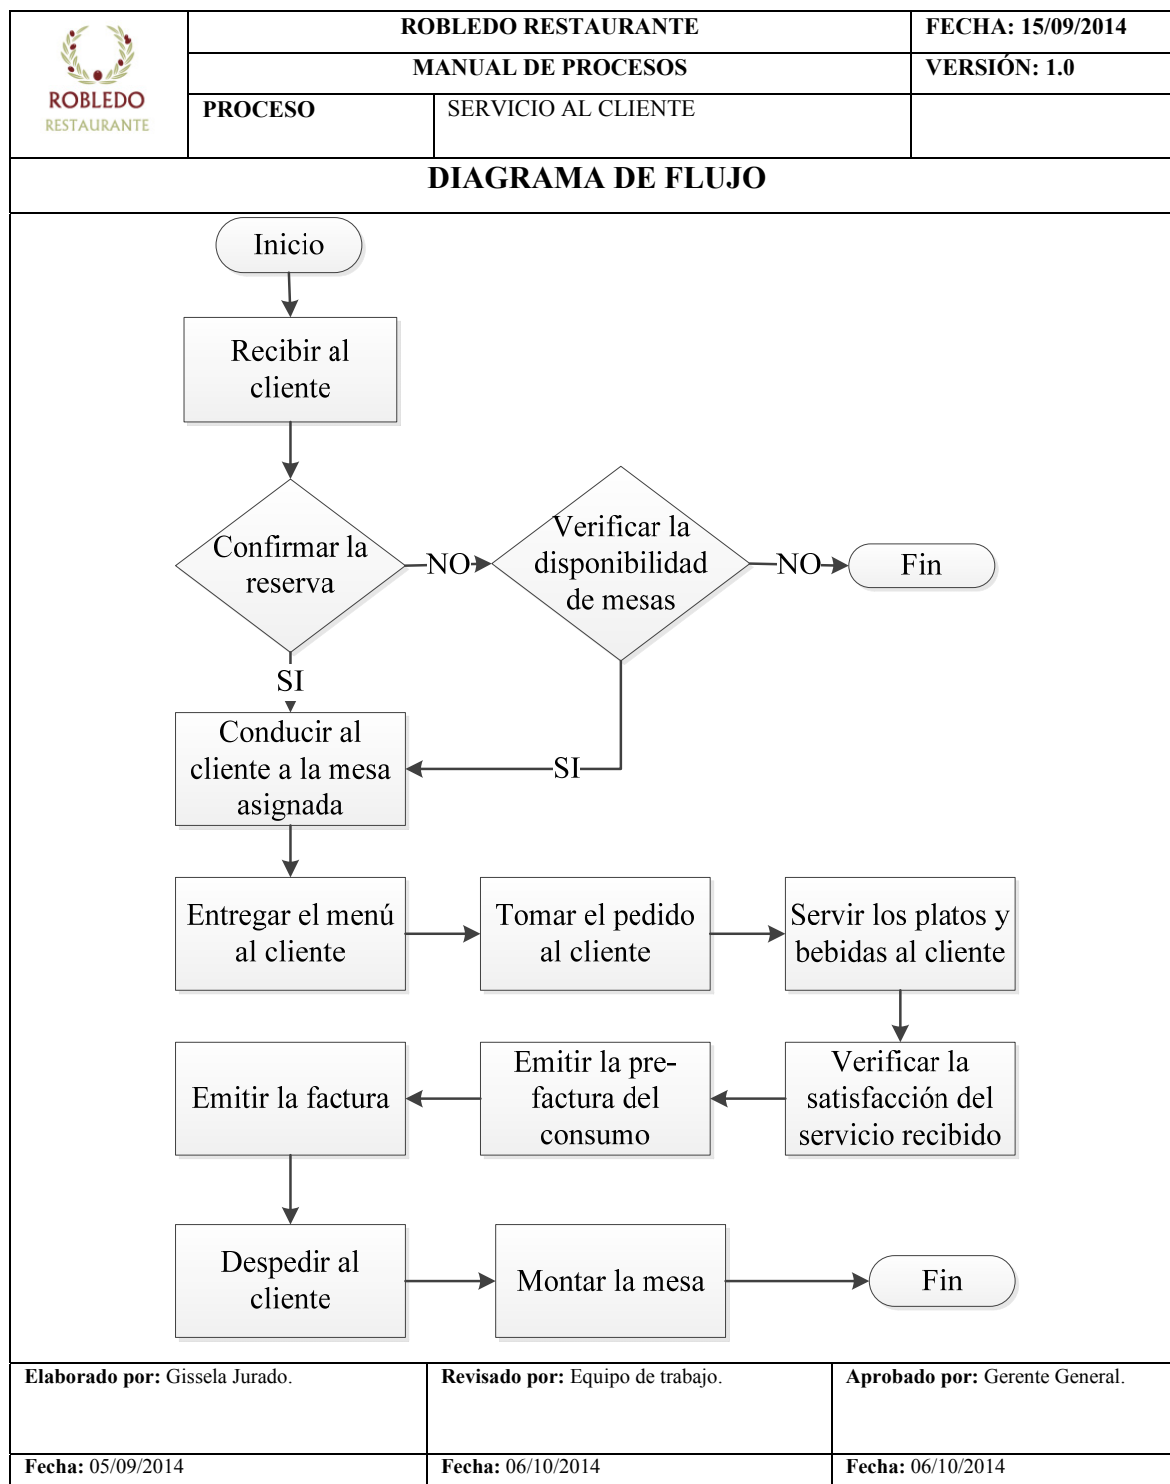 ROBLEDO
RESTAURANTE
ROBLEDO RESTAURANTE
FECHA: 15/09/2014
MANUAL DE PROCESOS
VERSIÓN: 1.0
PROCESO
SERVICIO AL CLIENTE
DIAGRAMA DE FLUJO
Inicio
Recibir al
cliente
Confirmar la
reserva
NO
Verificar la
disponibilidad
de mesas
NO
Fin
SI
SI
Conducir al
cliente a la mesa
asignada
Entregar el menú
al cliente
Tomar el pedido
al cliente
Servir los platos y
bebidas al cliente
Verificar la
satisfacción del
servicio recibido
Emitir la pre-
factura del
consumo
Emitir la factura
Despedir al
cliente
Montar la mesa
Fin
Elaborado por: Gissela Jurado.
Revisado por: Equipo de trabajo.
Aprobado por: Gerente General.
Fecha: 05/09/2014
Fecha: 06/10/2014
Fecha: 06/10/2014